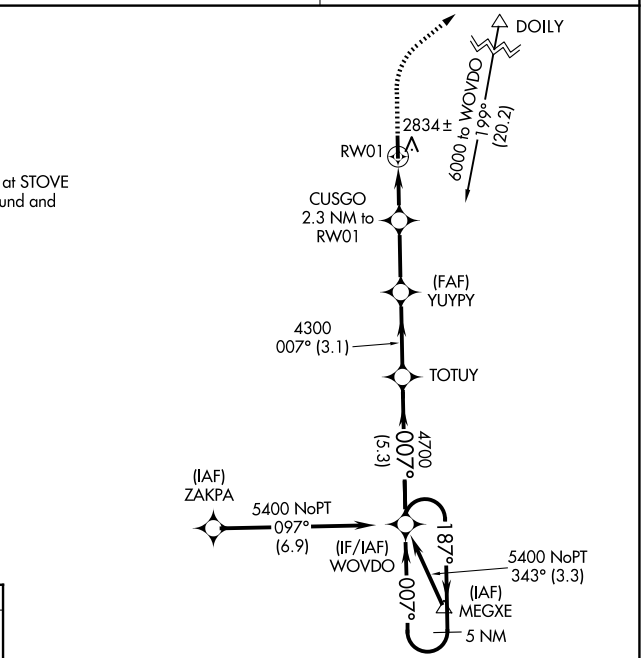 DOILY
6000 to WOVDO
199°
(20.2)
2834±
RW01
at STOVE
und and
CUSGO
2.3 NM to
RW01
(FAF)
YUYPY
4300
007° (3.1)
TOTUY
4700
007°
(5.3)
(IAF)
ZAKPA
5400 NoPT
097°
(6.9)
(IF/IAF)
WOVDO
187°
5400 NoPT
343° (3.3)
(IAF)
MEGXE
007°
5 NM